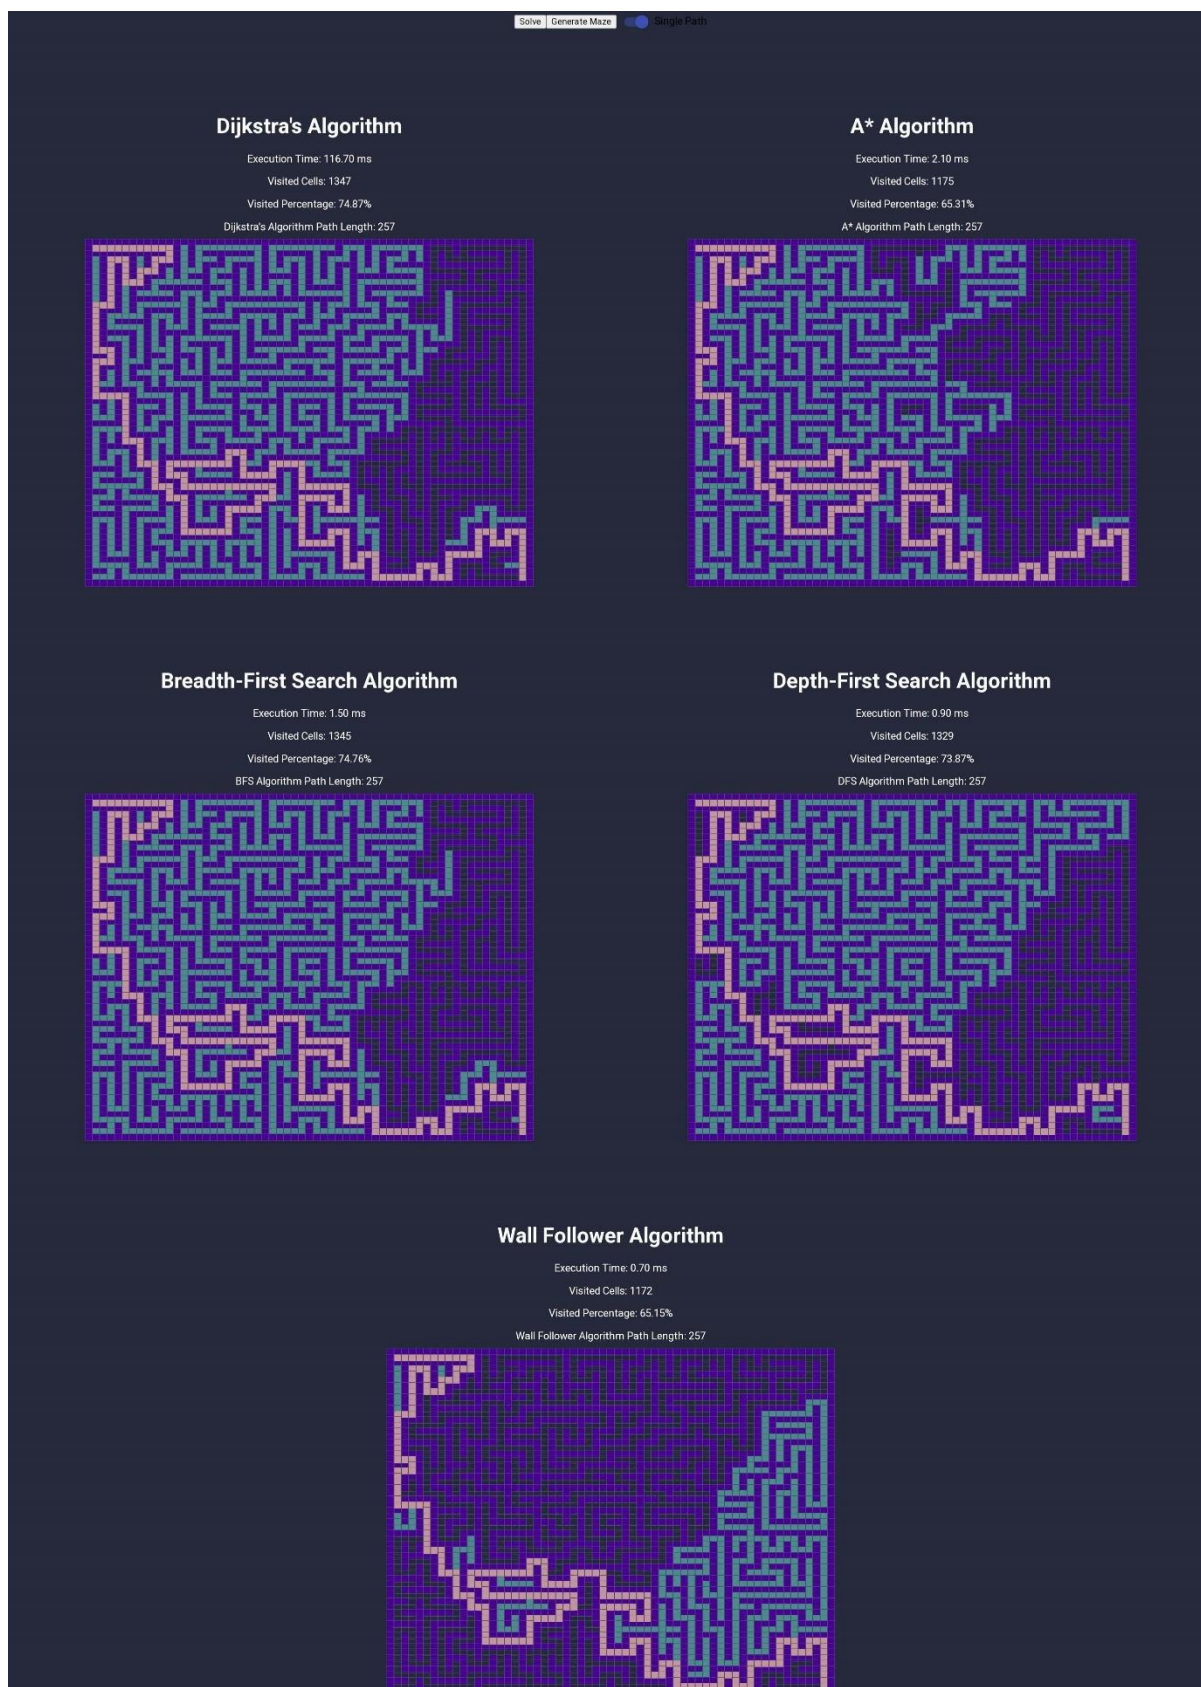 Solve Generate Maze Single Path
Dijkstra's Algorithm
Execution Time: 116.70 ms
Visited Cells: 1347
Visited Percentage: 74.87%
Dijkstra's Algorithm Path Length: 257
A* Algorithm
Execution Time: 2.10 ms
Visited Cells: 1175
Visited Percentage: 65.31%
A* Algorithm Path Length: 257
Breadth-First Search Algorithm
Execution Time: 1.50 ms
Visited Cells: 1345
Visited Percentage: 74.76%
BFS Algorithm Path Length: 257
Depth-First Search Algorithm
Execution Time: 0.90 ms
Visited Cells: 1329
Visited Percentage: 73.87%
DFS Algorithm Path Length: 257
Wall Follower Algorithm
Execution Time: 0.70 ms
Visited Cells: 1172
Visited Percentage: 65.15%
Wall Follower Algorithm Path Length: 257